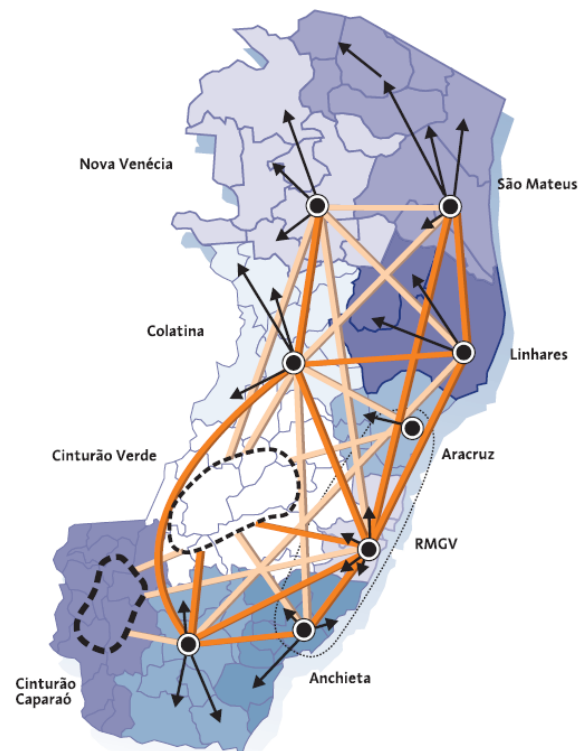 Nova Venécia
São Mateus
Colatina
Linhares
Cinturão Verde
Aracruz
RMGV
Anchieta
Cinturão
Caparaó